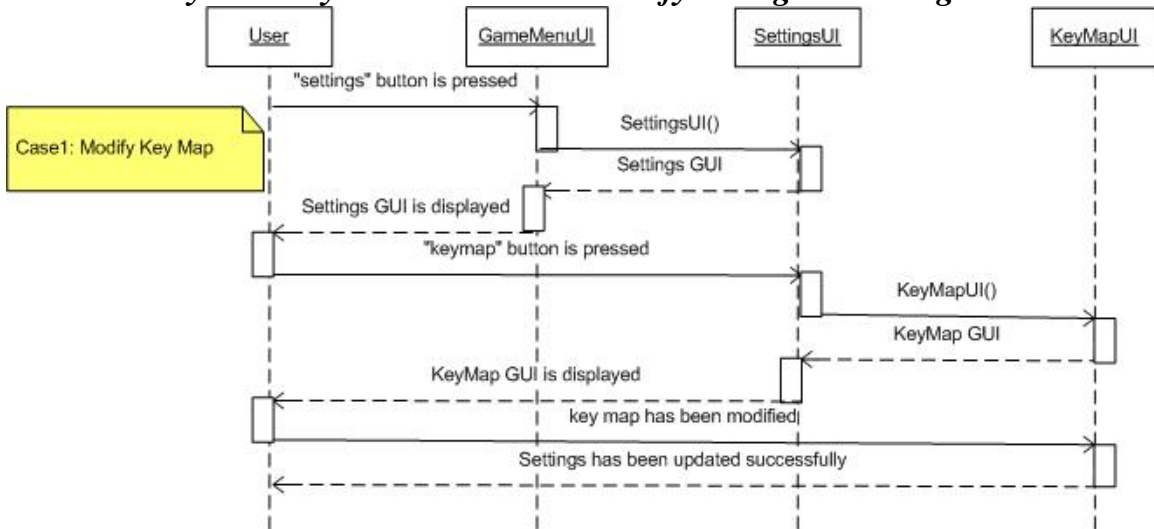 User GameMenuUI SettingsUI KeyMapUI
"settings" button is pressed
SettingsUI()
Case1: Modify Key Map
Settings GUI
Settings GUI is displayed
"keymap" button is pressed
KeyMapUI()
KeyMap GUI
KeyMap GUI is displayed
key map has been modified
Settings has been updated successfully